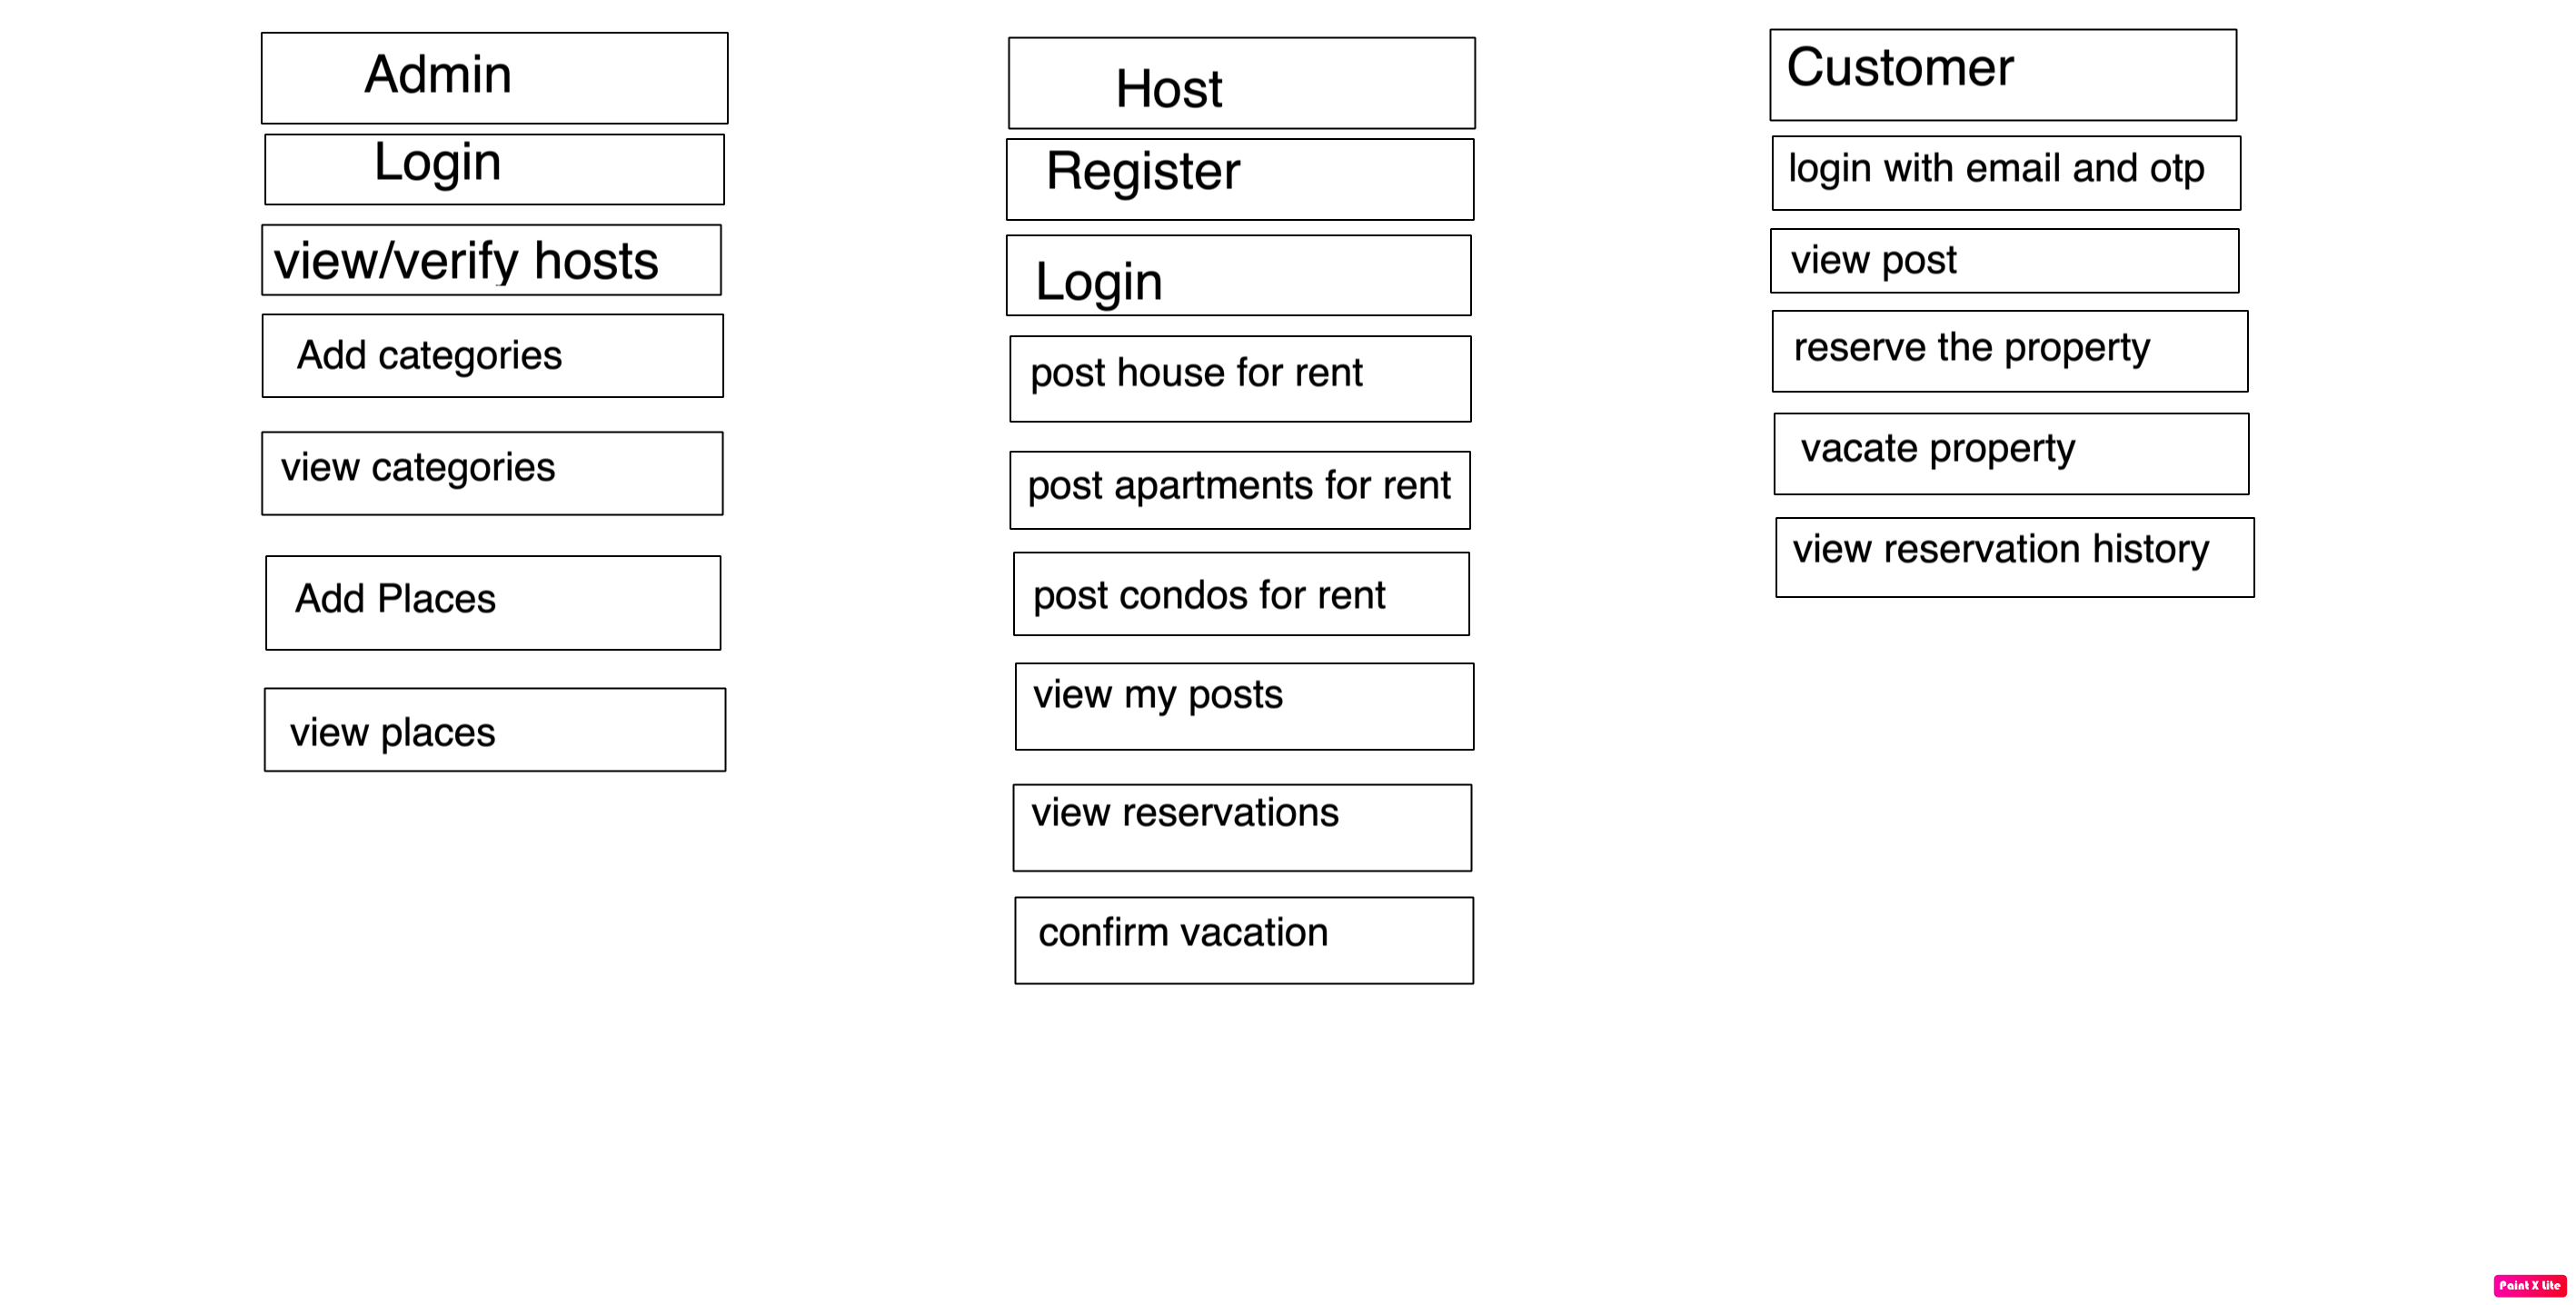 Admin
Login
view/verify hosts
Add categories
view categories
Add Places
view places
Host
Register
Login
post house for rent
post apartments for rent
post condos for rent
view my posts
view reservations
confirm vacation
Customer
login with email and otp
view post
reserve the property
vacate property
view reservation history
Paint X Lite